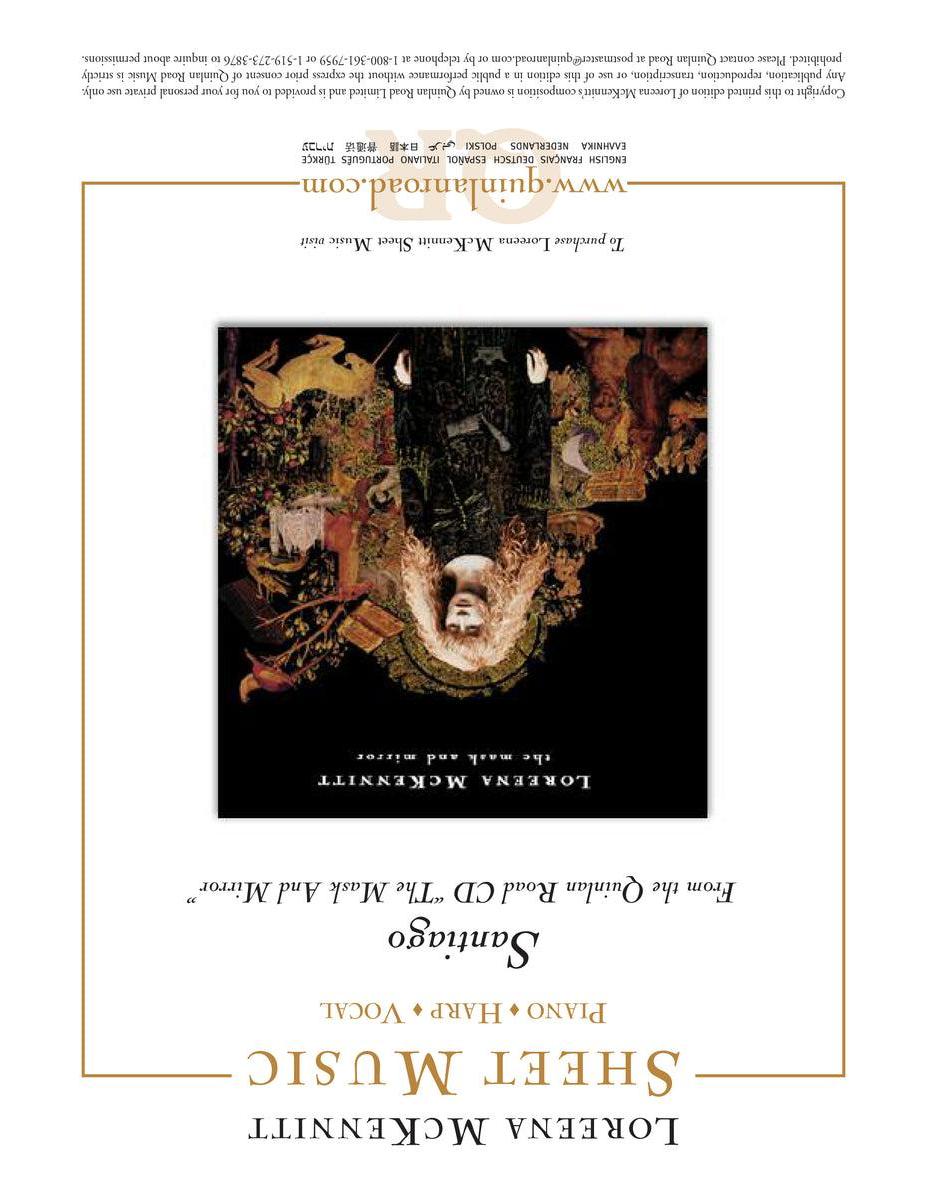 LOREENA MCKENNITT
SHEET MUSIC
PIANO ♦ HARP ♦ VOCAL
Santiago
From the Quinlan Road CD “The Mask And Mirror”
LOREENA MCKENNITT
the mask and mirror
To purchase Loreena McKennitt Sheet Music visit
www.quinlanroad.com
QR
ENGLISH FRANÇAIS DEUTSCH ESPAÑOL ITALIANO PORTUGUÊS TÜRKÇE
ΕΛΛΗΝΙΚΑ NEDERLANDS POLSKI عربي 日本語 普通话 עברית
Copyright to this printed edition of Loreena McKennitt's composition is owned by Quinlan Road Limited and is provided to you for your personal private use only.
Any publication, reproduction, transcription, or use of this edition in a public performance without the express prior consent of Quinlan Road Music is strictly
prohibited. Please contact Quinlan Road at postmaster@quinlanroad.com or by telephone at 1-800-361-7959 or 1-519-273-3876 to inquire about permissions.